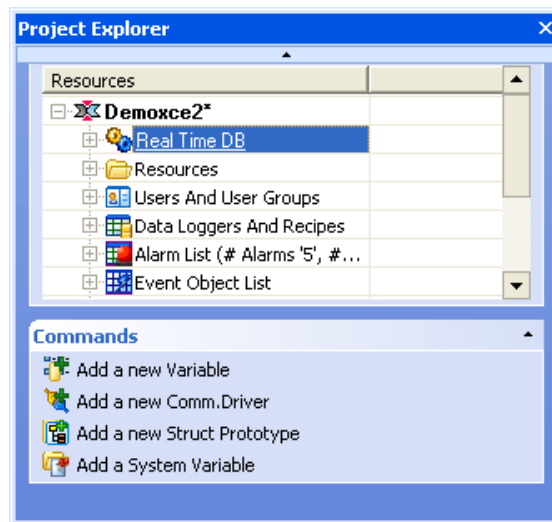 Project Explorer
Resources
Demoxce2*
Real Time DB
Resources
Users And User Groups
Data Loggers And Recipes
Alarm List (# Alarms '5', #...
Event Object List
Commands
Add a new Variable
Add a new Comm.Driver
Add a new Struct Prototype
Add a System Variable